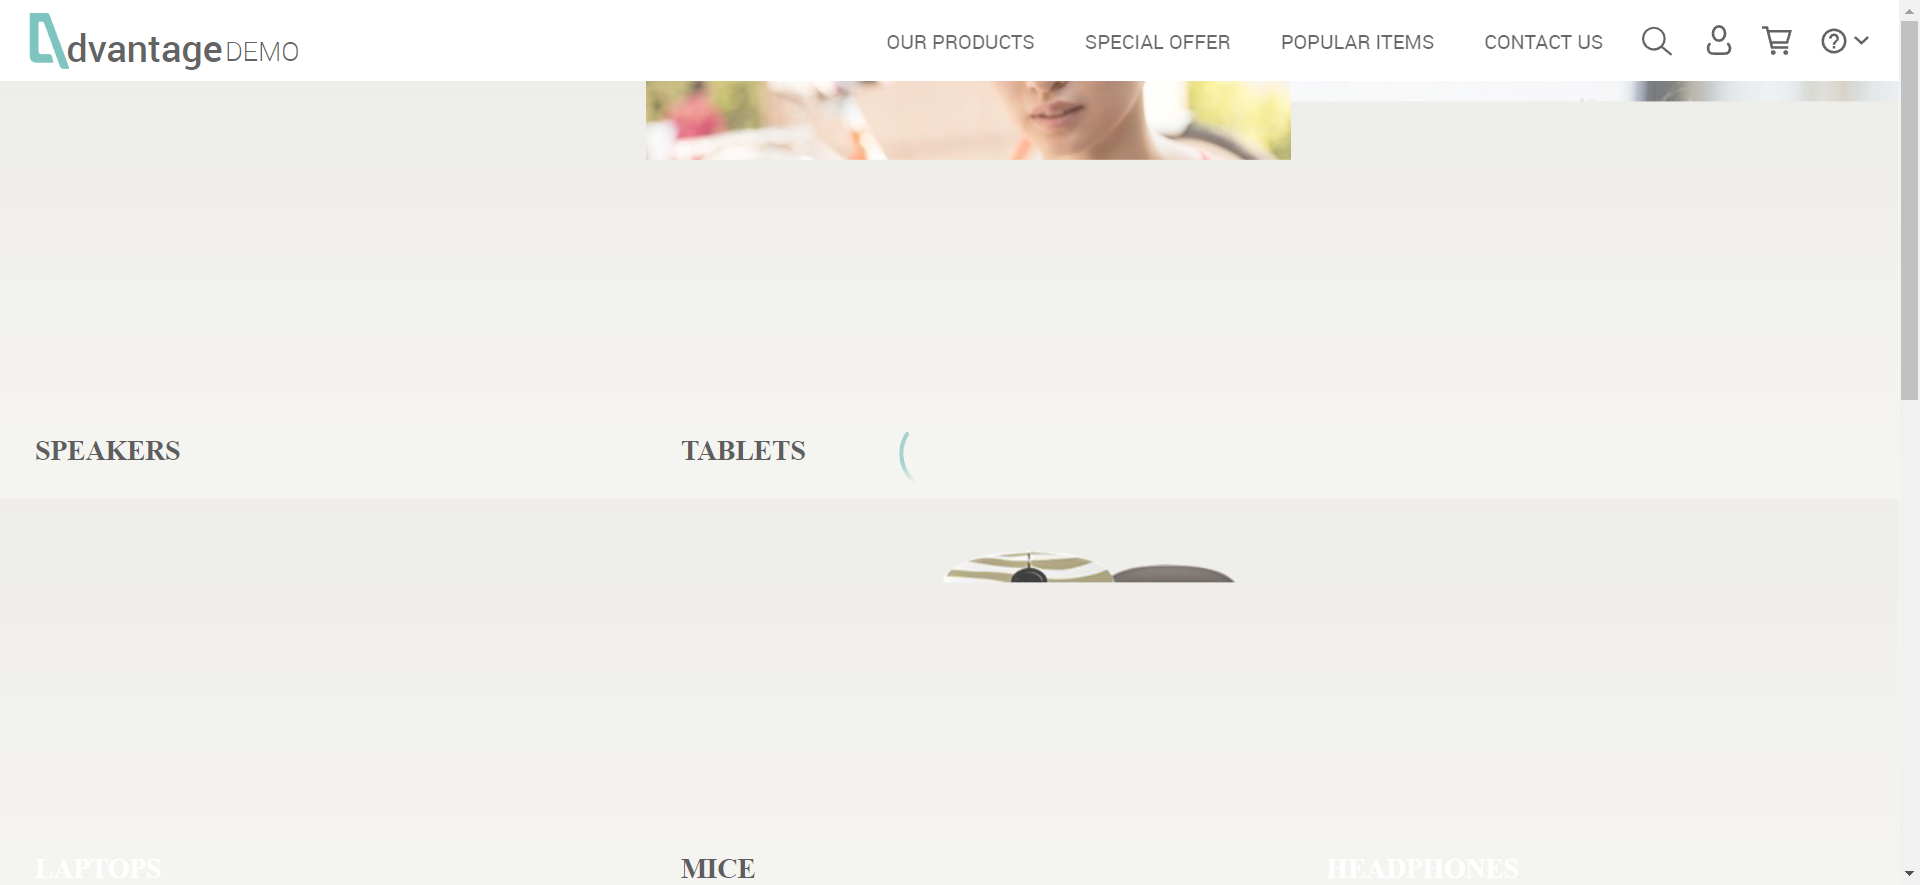 dvantage DEMO
OUR PRODUCTS SPECIAL OFFER POPULAR ITEMS CONTACT US
SPEAKERS TABLETS
LAPTOPS MICE HEADPHONES